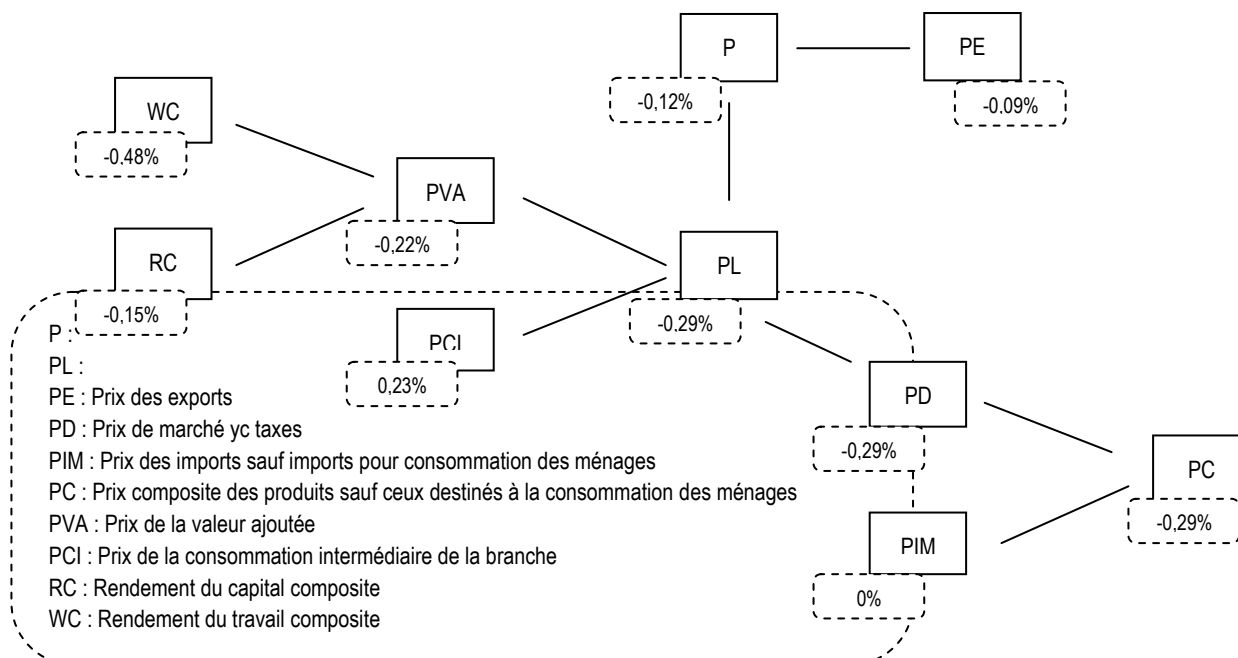 P
PE
-0,12%
-0.09%
WC
-0.48%
PVA
-0,22%
RC
-0,15%
PL
-0,29%
PCI
0,23%
P :
PL :
PE : Prix des exports
PD : Prix de marché yc taxes
PIM : Prix des imports sauf imports pour consommation des ménages
PC : Prix composite des produits sauf ceux destinés à la consommation des ménages
PVA : Prix de la valeur ajoutée
PCI : Prix de la consommation intermédiaire de la branche
RC : Rendement du capital composite
WC : Rendement du travail composite
PD
-0,29%
PC
-0,29%
PIM
0%